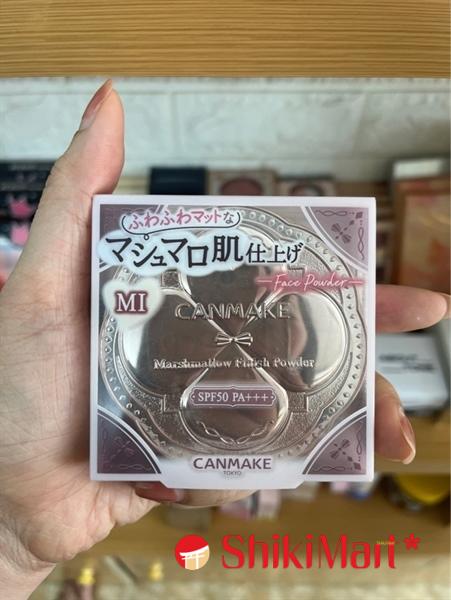 ふわふわマットな
マシュマロ肌仕上げ
Face Powder
MI
CANMAKE
Marshmallow Finish Powder
SPF50 PA+++
CANMAKE
TOKYO
ShikiMart*